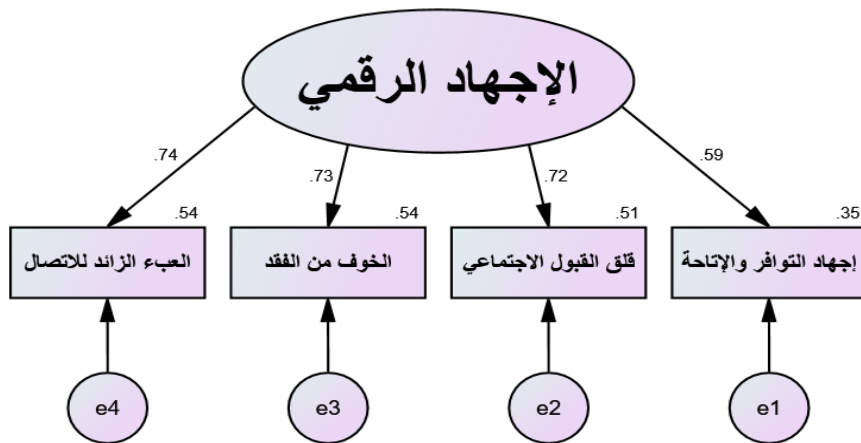 الإجهاد الرقمي
.59
.72
.73
.74
.35
.51
.54
.54
إجهاد التوافر والإتاحة
قلق القبول الاجتماعي
الخوف من الفقد
العبء الزائد للاتصال
e1
e2
e3
e4